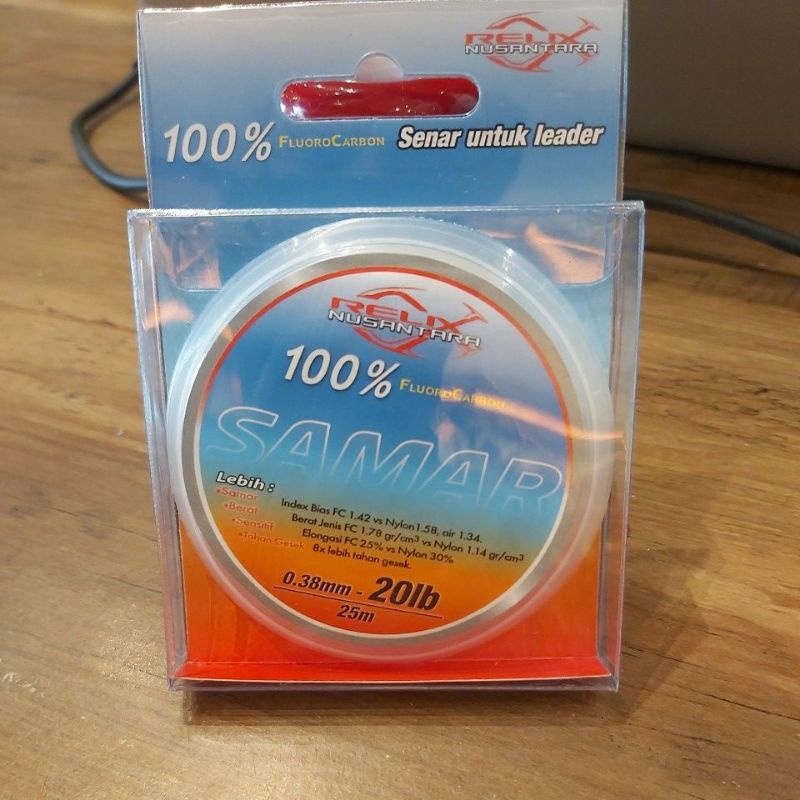 RELIX
NUSANTARA
100% FLUOROCARBON Senar untuk leader
RELIX
NUSANTARA
100% FLUOROCARBON
SAMAR
Lebih :
•Samar Index Bias FC 1.42 vs Nylon1.58, air 1.34.
•Berat Berat Jenis FC 1.78 gr/cm³ vs Nylon 1.14 gr/cm³
•Sensitif Elongasi FC 25% vs Nylon 30%
•Tahan Gesek 8x lebih tahan gesek.
0.38mm - 20lb
25m